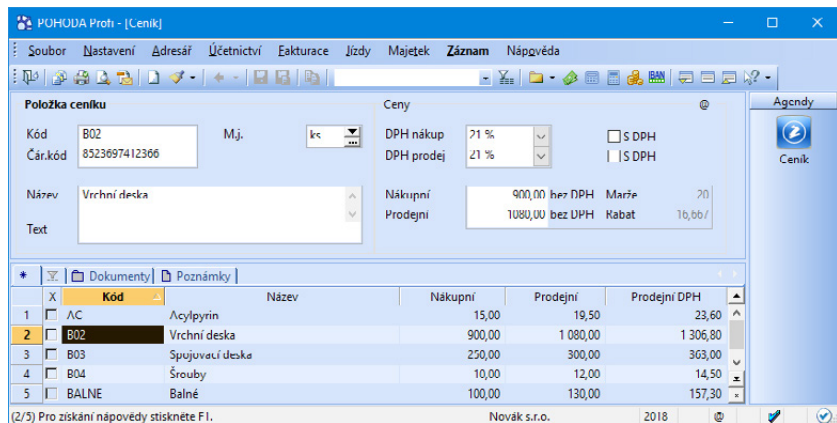 POHODA Profi - [Ceník]
Soubor Nastavení Adresář Účetnictví Fakturace Jízdy Majetek Záznam Nápověda
Položka ceníku Ceny @ Agendy
Kód B02 M.j. ks DPH nákup 21 % S DPH
Čár.kód 8523697412366 DPH prodej 21 % S DPH
Ceník
Název Vrchní deska Nákupní 900,00 bez DPH Marže 20
Prodejní 1080,00 bez DPH Rabat 16,667
Text
* Dokumenty Poznámky
X Kód Název Nákupní Prodejní Prodejní DPH
1 AC Acylpyrin 15,00 19,50 23,60
2 B02 Vrchní deska 900,00 1 080,00 1 306,80
3 B03 Spojovací deska 250,00 300,00 363,00
4 B04 Šrouby 10,00 12,00 14,50
5 BALNE Balné 100,00 130,00 157,30
(2/5) Pro získání nápovědy stiskněte F1. Novák s.r.o. 2018 @